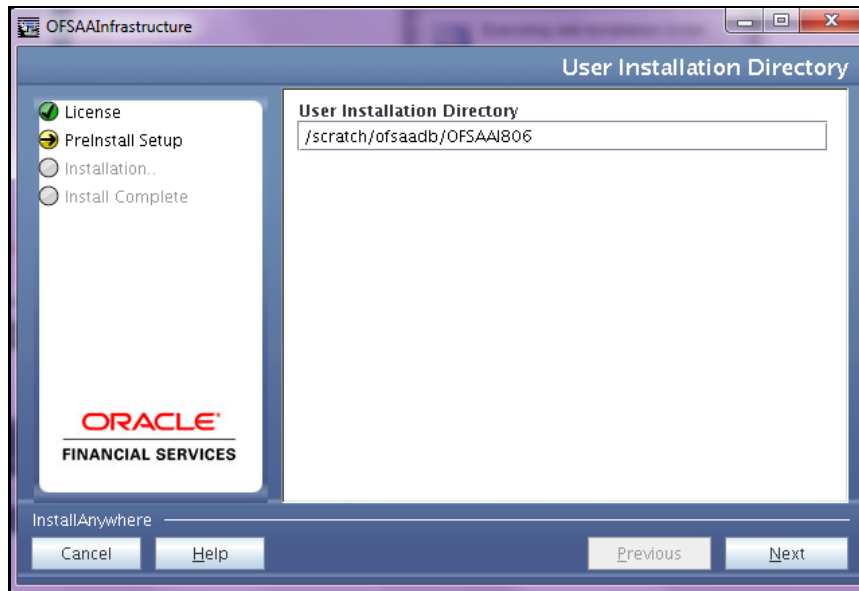 OFSAAInfrastructure
User Installation Directory
License
PreInstall Setup
Installation..
Install Complete
User Installation Directory
/scratch/ofsaadb/OFSAAI806
ORACLE®
FINANCIAL SERVICES
InstallAnywhere
Cancel
Help
Previous
Next